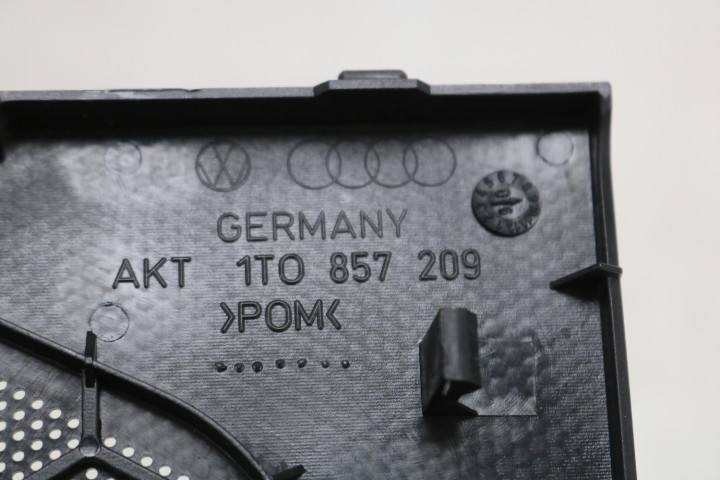 GERMANY
AKT 1T0 857 209
>POM<